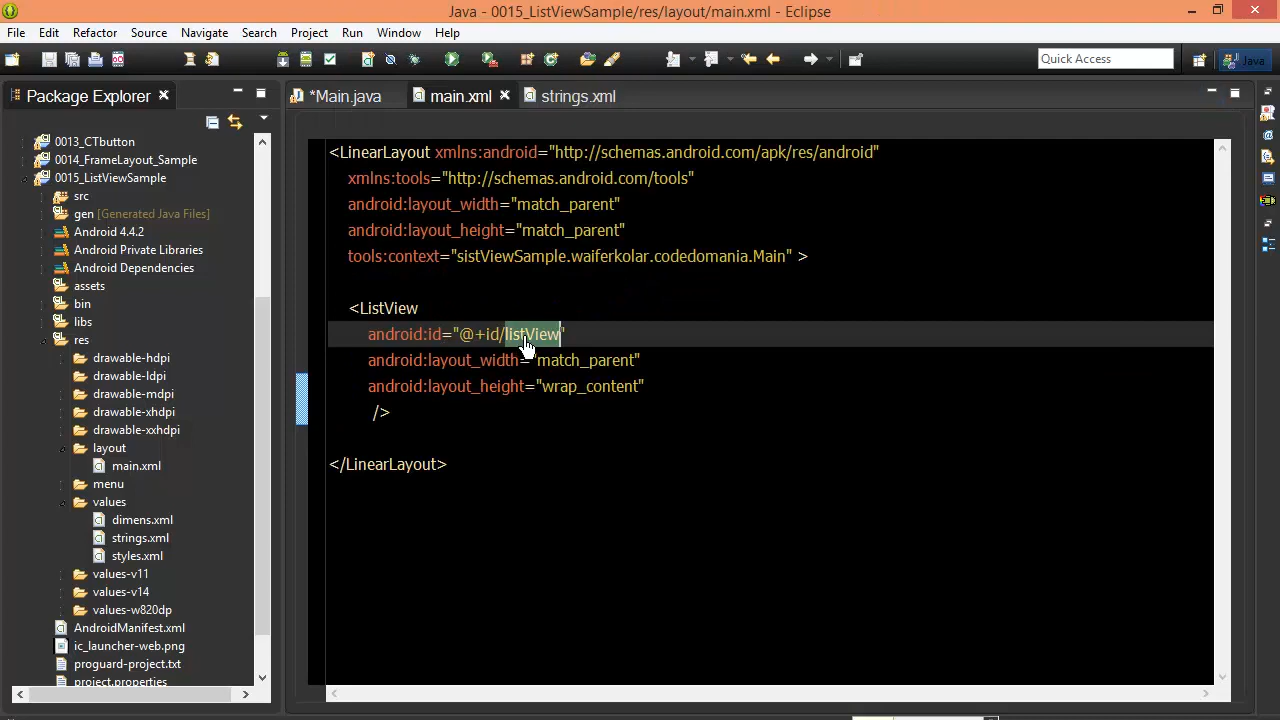 Java - 0015_ListViewSample/res/layout/main.xml - Eclipse
File Edit Refactor Source Navigate Search Project Run Window Help
Quick Access
Java
Package Explorer
*Main.java
main.xml
strings.xml
0013_CTbutton
0014_FrameLayout_Sample
0015_ListViewSample
src
gen [Generated Java Files]
Android 4.4.2
Android Private Libraries
Android Dependencies
assets
bin
libs
res
drawable-hdpi
drawable-ldpi
drawable-mdpi
drawable-xhdpi
drawable-xxhdpi
layout
main.xml
menu
values
dimens.xml
strings.xml
styles.xml
values-v11
values-v14
values-w820dp
AndroidManifest.xml
ic_launcher-web.png
proguard-project.txt
project.properties
<LinearLayout xmlns:android="http://schemas.android.com/apk/res/android"
xmlns:tools="http://schemas.android.com/tools"
android:layout_width="match_parent"
android:layout_height="match_parent"
tools:context="sistViewSample.waiferkolar.codedomania.Main" >
<ListView
android:id="@+id/listView"
android:layout_width="match_parent"
android:layout_height="wrap_content"
/>
</LinearLayout>